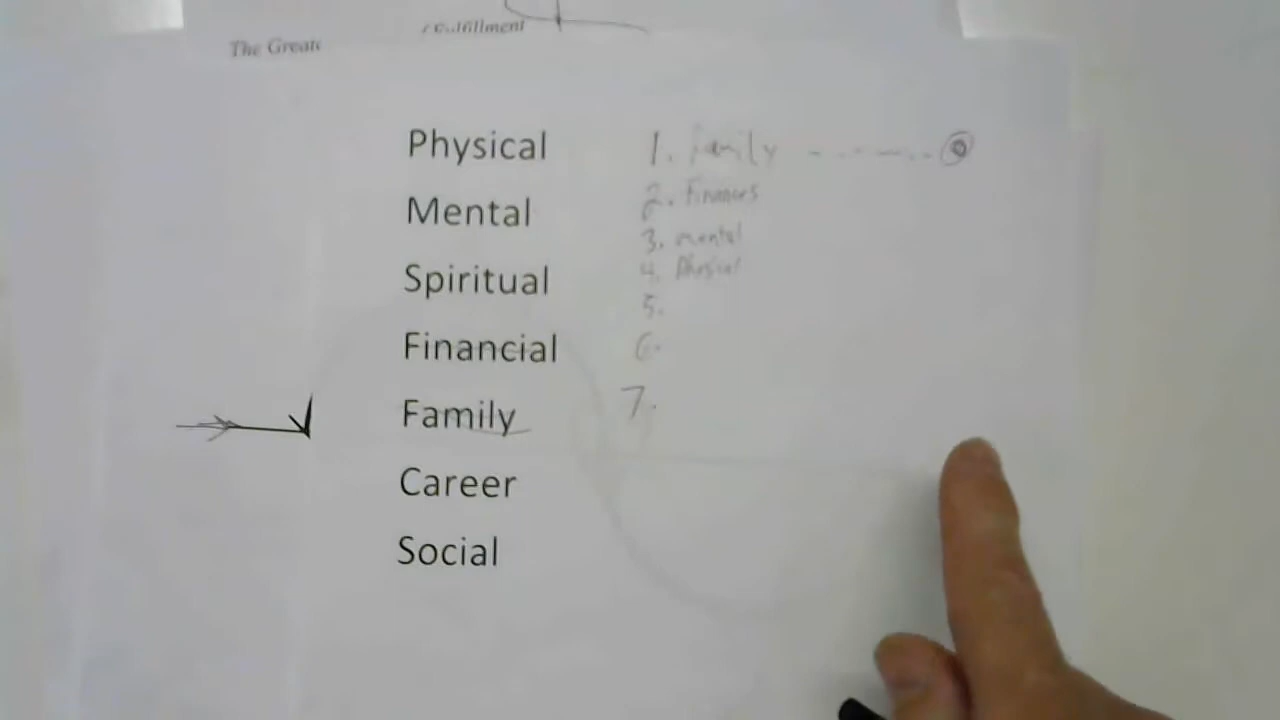 The Great
fulfillment
Physical
Mental
Spiritual
Financial
Family
Career
Social
1. Family
2. Finances
3. mental
4. Physical
5.
6.
7.